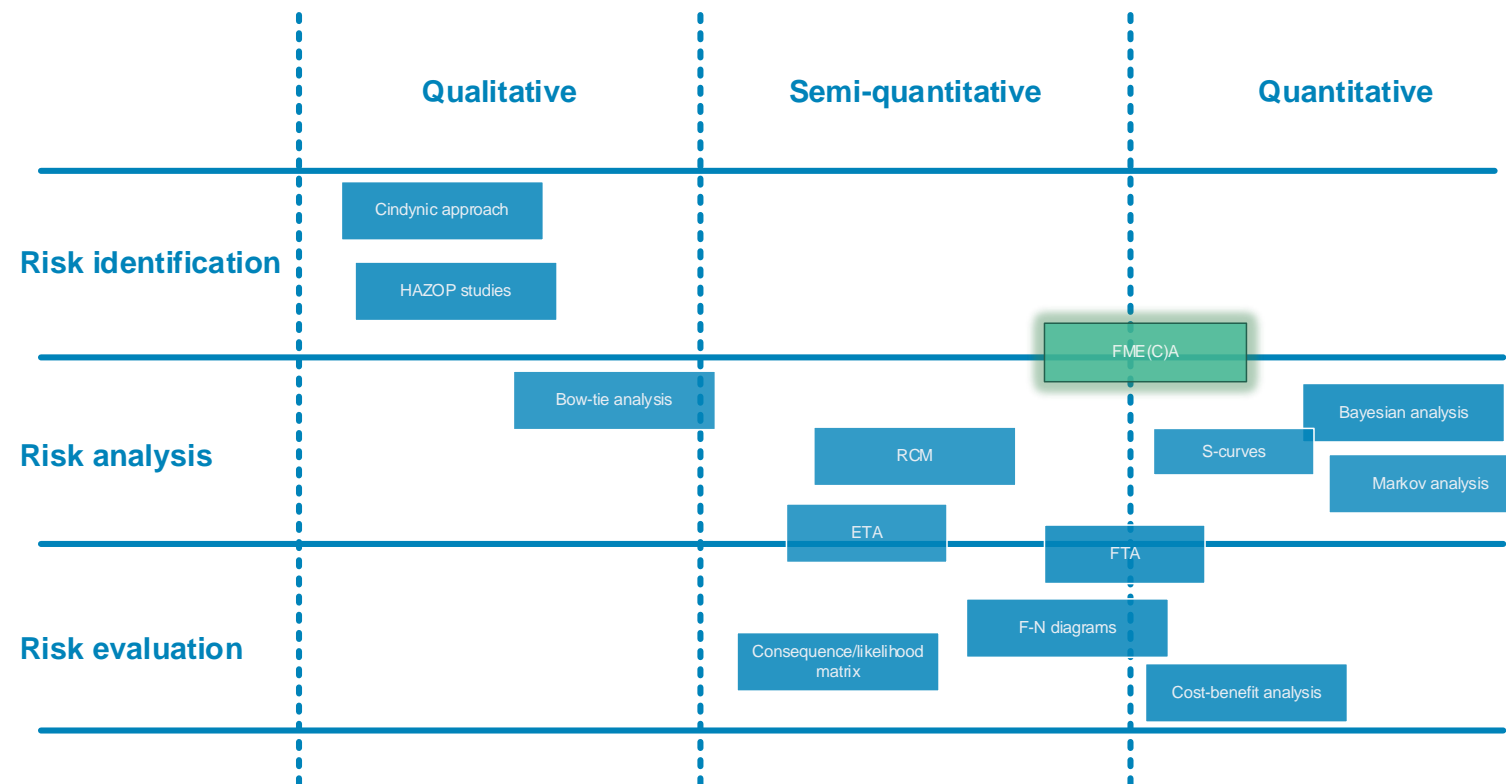 Qualitative
Semi-quantitative
Quantitative
Risk identification
Cindynic approach
HAZOP studies
FME(C)A
Risk analysis
Bow-tie analysis
RCM
S-curves
Bayesian analysis
Markov analysis
ETA
FTA
Risk evaluation
Consequence/likelihood
matrix
F-N diagrams
Cost-benefit analysis